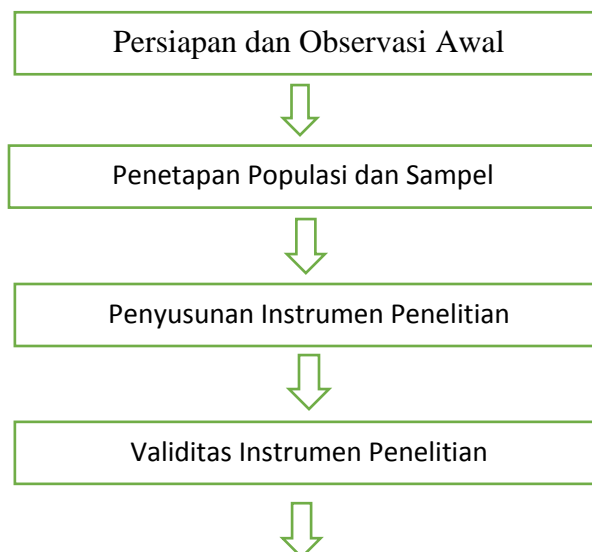 Persiapan dan Observasi Awal
Penetapan Populasi dan Sampel
Penyusunan Instrumen Penelitian
Validitas Instrumen Penelitian